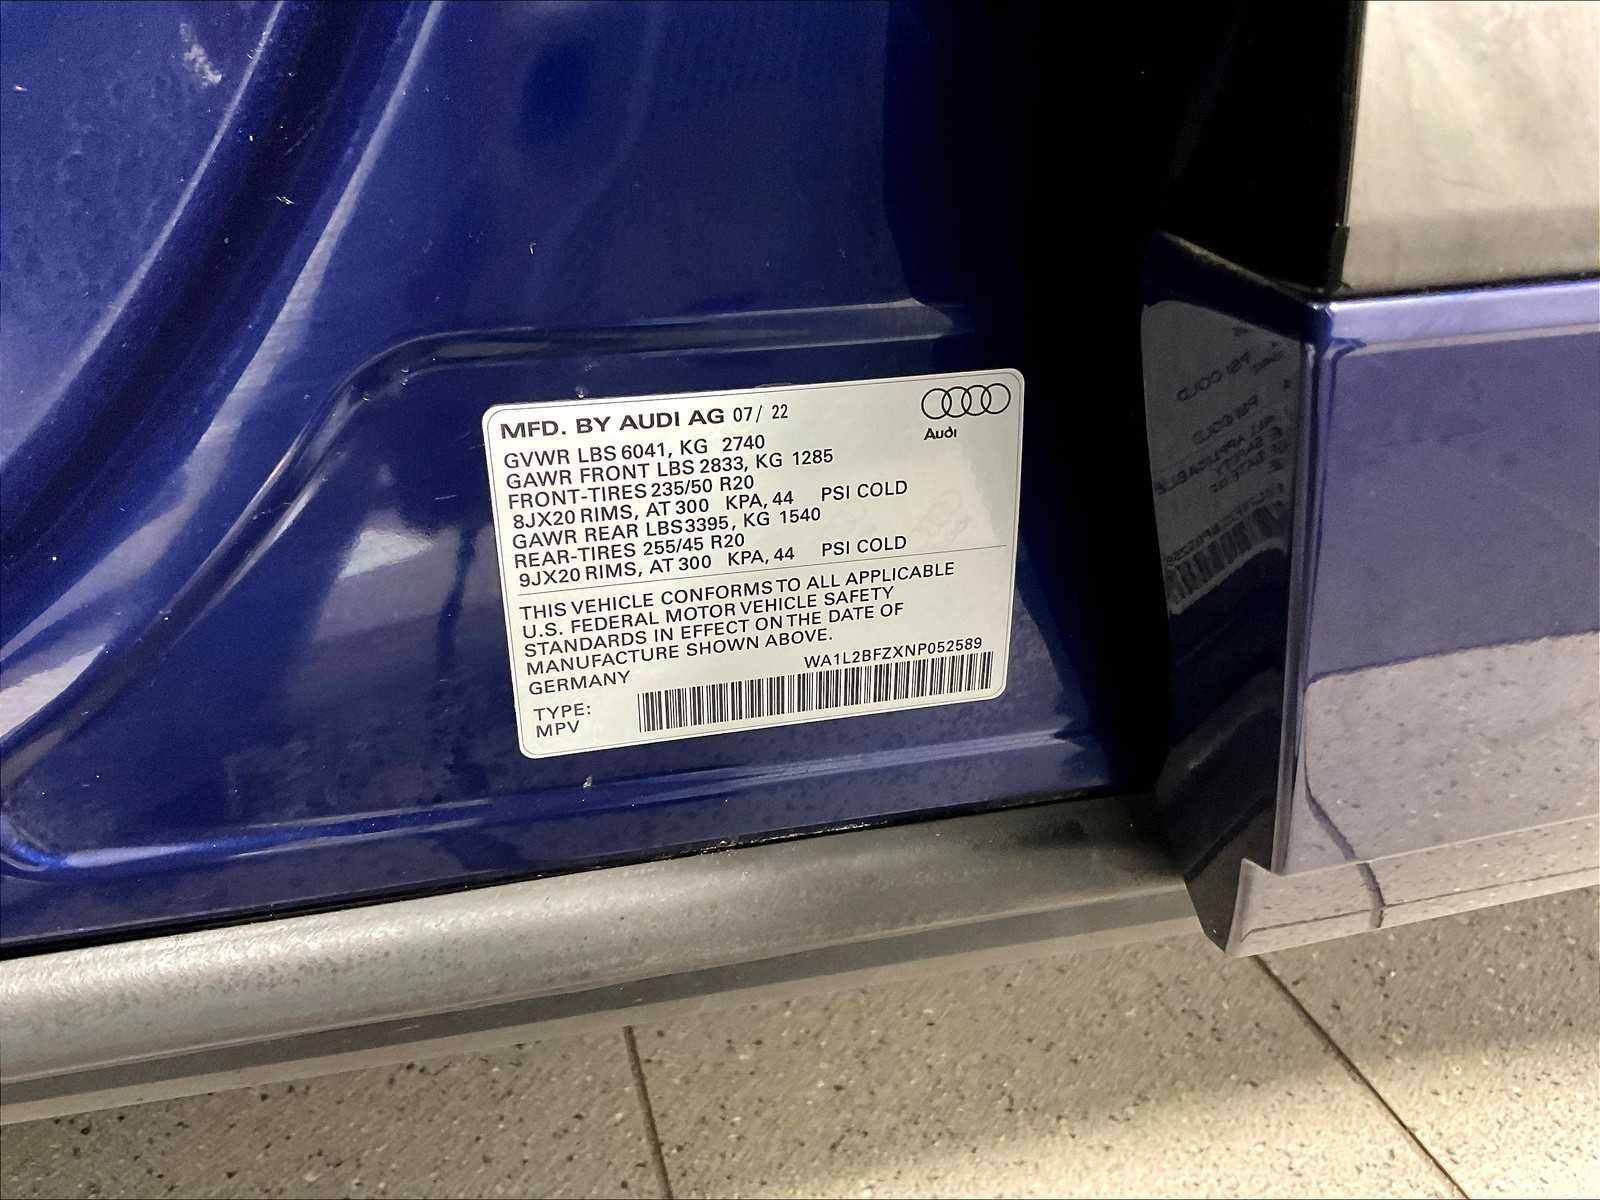 MFD. BY AUDI AG 07/ 22
Audi
GVWR LBS 6041, KG 2740
GAWR FRONT LBS 2833, KG 1285
FRONT-TIRES 235/50 R20
8JX20 RIMS, AT 300 KPA, 44 PSI COLD
GAWR REAR LBS3395, KG 1540
REAR-TIRES 255/45 R20
9JX20 RIMS, AT 300 KPA, 44 PSI COLD
THIS VEHICLE CONFORMS TO ALL APPLICABLE
U.S. FEDERAL MOTOR VEHICLE SAFETY
STANDARDS IN EFFECT ON THE DATE OF
MANUFACTURE SHOWN ABOVE.
WA1L2BFZXNP052589
GERMANY
TYPE:
MPV